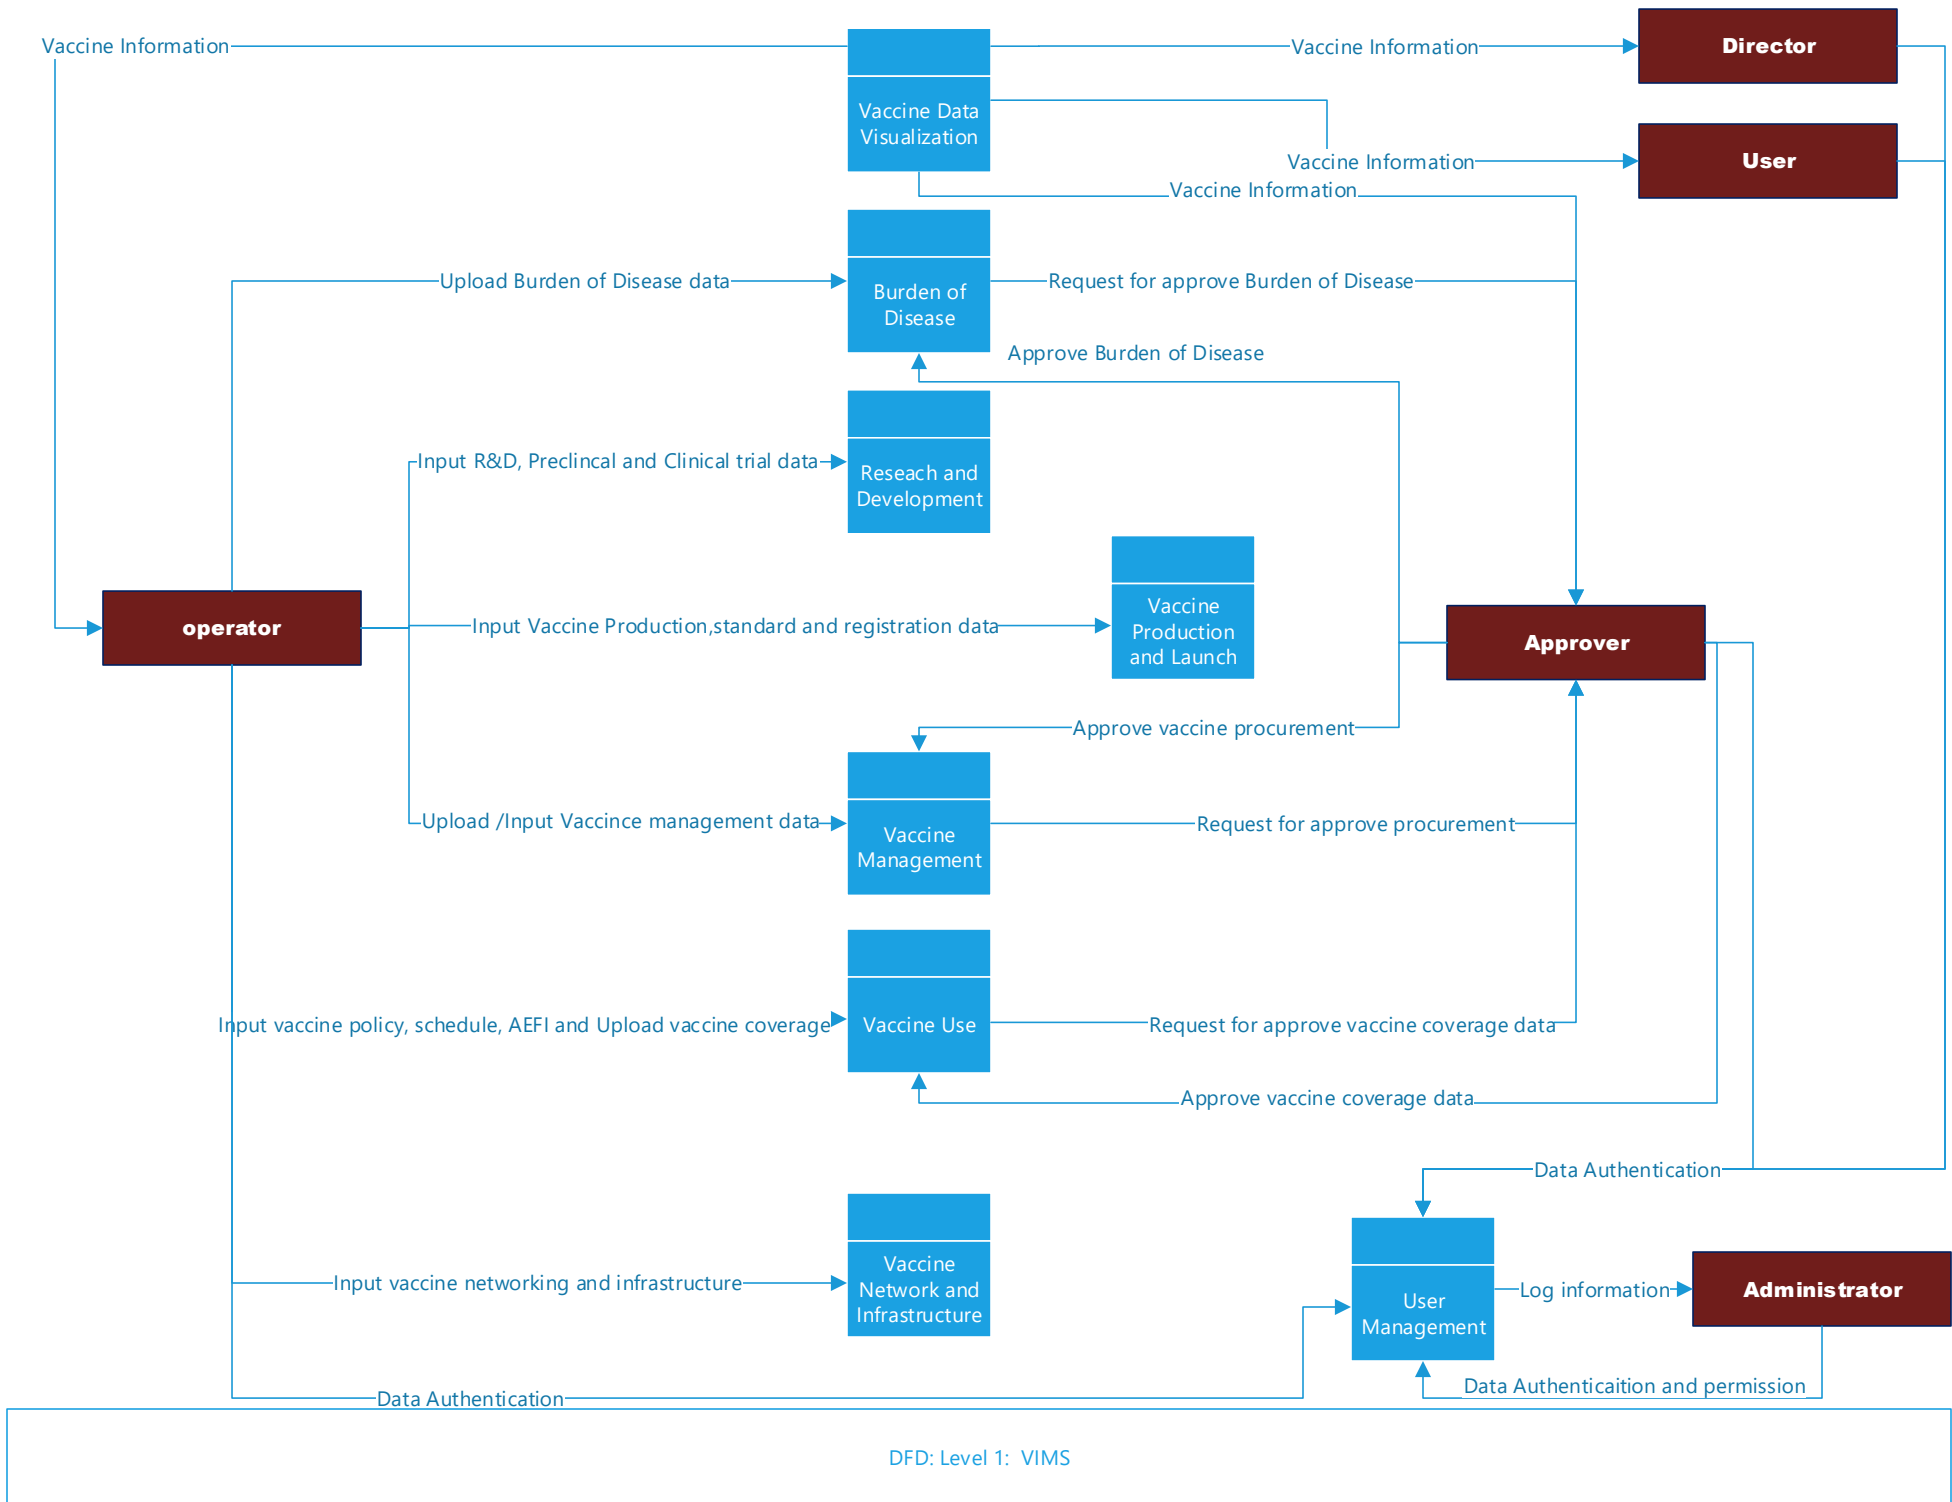 Vaccine Information
Vaccine Information
Director
Vaccine Data
Visualization
Vaccine Information
User
Vaccine Information
Upload Burden of Disease data
Burden of
Disease
Request for approve Burden of Disease
Approve Burden of Disease
Input R&D, Preclincal and Clinical trial data
Reseach and
Development
operator
Input Vaccine Production,standard and registration data
Vaccine
Production
and Launch
Approver
Approve vaccine procurement
Upload /Input Vaccince management data
Vaccine
Management
Request for approve procurement
Input vaccine policy, schedule, AEFI and Upload vaccine coverage
Vaccine Use
Request for approve vaccine coverage data
Approve vaccine coverage data
Data Authentication
Input vaccine networking and infrastructure
Vaccine
Network and
Infrastructure
User
Management
Log information
Administrator
Data Authenticaition and permission
Data Authentication
DFD: Level 1:  VIMS